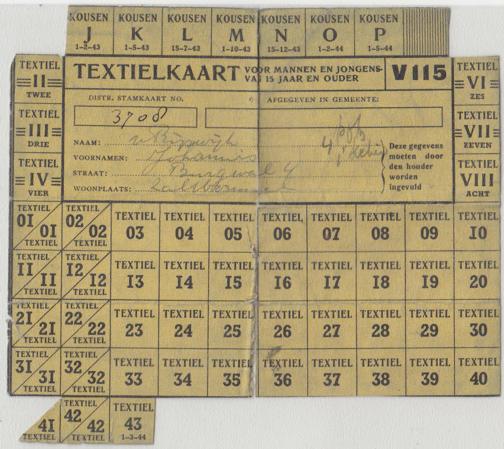 KOUSEN KOUSEN KOUSEN KOUSEN KOUSEN KOUSEN KOUSEN
J K L M N O P
1-2-43 1-5-43 15-7-43 1-10-43 15-12-43 1-2-44 1-5-44
TEXTIEL II TWEE
TEXTIEL III DRIE
TEXTIEL IV VIER
TEXTIELKAART VOOR MANNEN EN JONGENS VAN 15 JAAR EN OUDER V115
DISTR. STAMKAART NO. AFGEGEVEN IN GEMEENTE:
3708
NAAM: v Rijswijk
VOORNAMEN: Johannis
STRAAT: Burgwal 4
WOONPLAATS: Zaltbommel
Deze gegevens
moeten door
den houder
worden
ingevuld
TEXTIEL VI ZES
TEXTIEL VII ZEVEN
TEXTIEL VIII ACHT
TEXTIEL TEXTIEL TEXTIEL TEXTIEL TEXTIEL TEXTIEL TEXTIEL TEXTIEL TEXTIEL TEXTIEL
01 01 02 02 03 04 05 06 07 08 09 10
TEXTIEL TEXTIEL
TEXTIEL TEXTIEL TEXTIEL TEXTIEL TEXTIEL TEXTIEL TEXTIEL TEXTIEL TEXTIEL TEXTIEL
11 11 12 12 13 14 15 16 17 18 19 20
TEXTIEL TEXTIEL
TEXTIEL TEXTIEL TEXTIEL TEXTIEL TEXTIEL TEXTIEL TEXTIEL TEXTIEL TEXTIEL TEXTIEL
21 21 22 22 23 24 25 26 27 28 29 30
TEXTIEL TEXTIEL
TEXTIEL TEXTIEL TEXTIEL TEXTIEL TEXTIEL TEXTIEL TEXTIEL TEXTIEL TEXTIEL TEXTIEL
31 31 32 32 33 34 35 36 37 38 39 40
TEXTIEL TEXTIEL
TEXTIEL TEXTIEL
41 42 42 43
TEXTIEL TEXTIEL 1-3-44